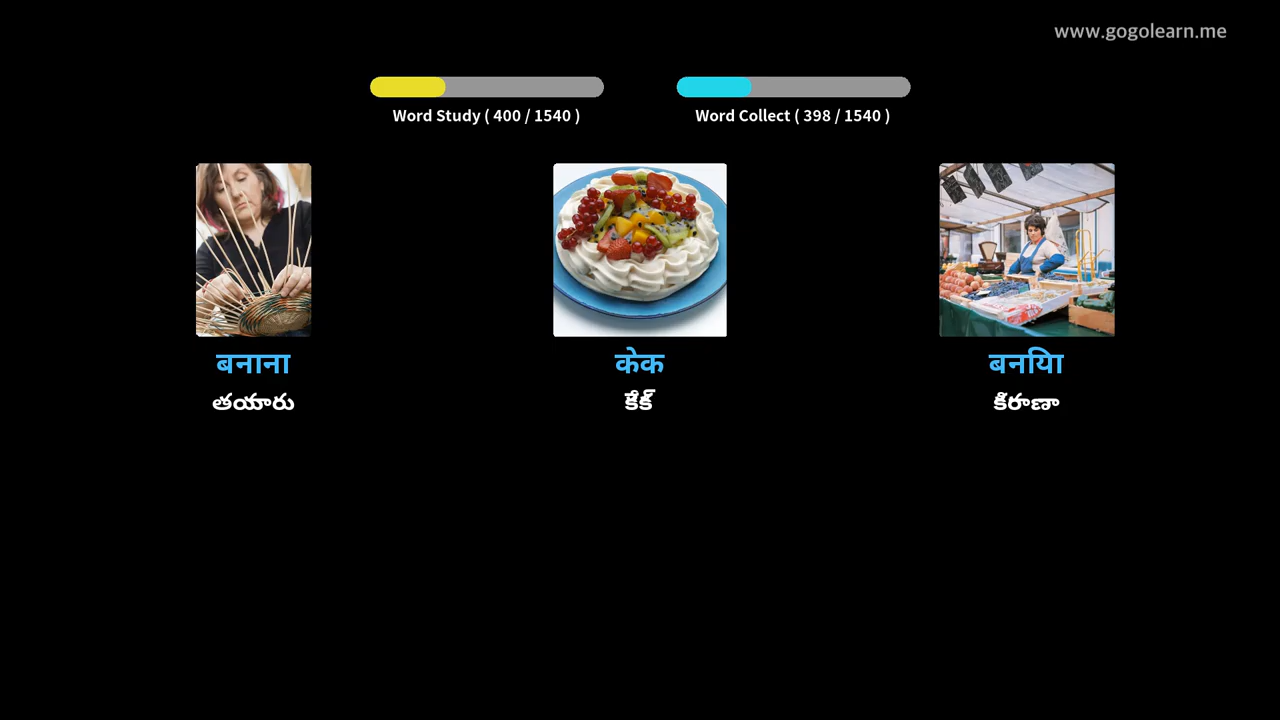 www.gogolearn.me
Word Study ( 400 / 1540 )
Word Collect ( 398 / 1540 )
बनाना
केक
बनिया
తయారు
కేక్
కిరాణా